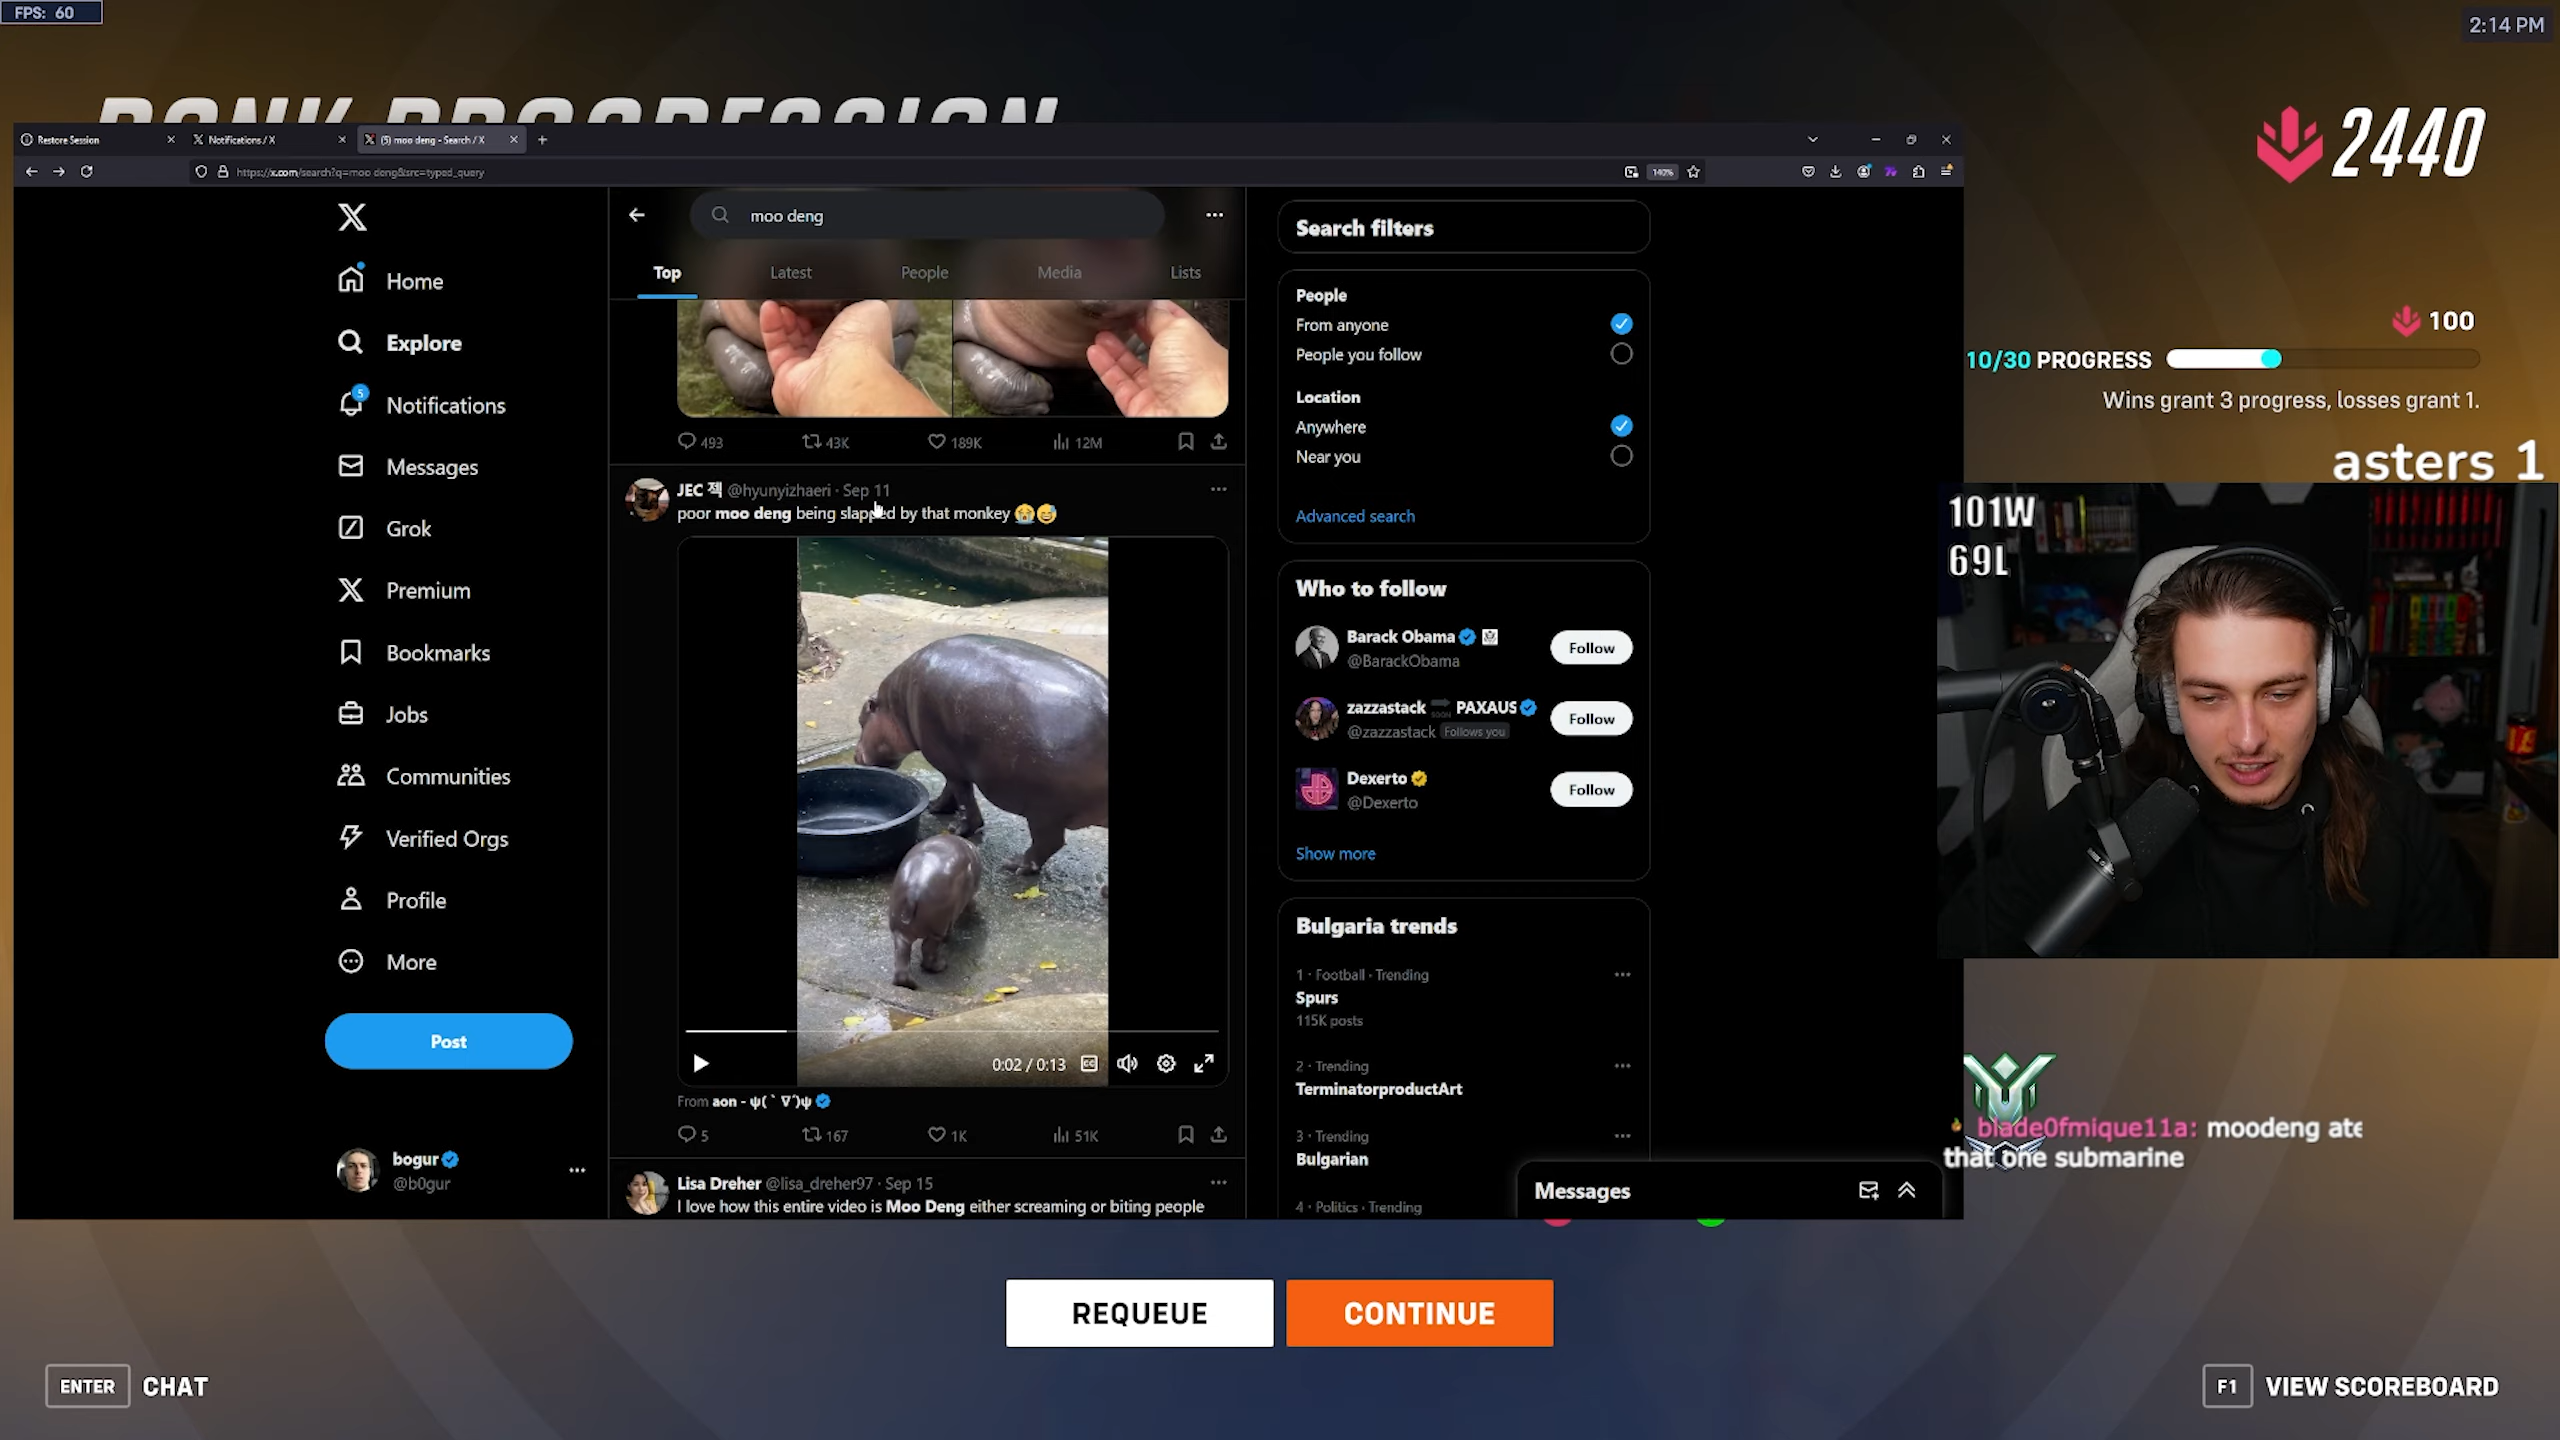 FPS: 60
2:14 PM
RANK PROGRESSION
2440
Restore Session
Notifications / X
(5) moo deng - Search / X
https://x.com/search?q=moo deng&src=typed_query
140%
moo deng
Top
Latest
People
Media
Lists
Home
Explore
5
Notifications
Messages
Grok
Premium
Bookmarks
Jobs
Communities
Verified Orgs
Profile
More
Post
bogur
@b0gur
493
43K
189K
12M
JEC 젝 @hyunyizhaeri · Sep 11
poor moo deng being slapped by that monkey 😭😅
0:02 / 0:13
From aon - ψ(｀∇´)ψ
5
167
1K
51K
Lisa Dreher @lisa_dreher97 · Sep 15
I love how this entire video is Moo Deng either screaming or biting people
Search filters
People
From anyone
People you follow
Location
Anywhere
Near you
Advanced search
Who to follow
Barack Obama
@BarackObama
Follow
zazzastack 🔜 PAXAUS
@zazzastack Follows you
Follow
Dexerto
@Dexerto
Follow
Show more
Bulgaria trends
1 · Football · Trending
Spurs
115K posts
2 · Trending
TerminatorproductArt
3 · Trending
Bulgarian
4 · Politics · Trending
Messages
100
10/30 PROGRESS
Wins grant 3 progress, losses grant 1.
asters 1
101W
69L
blade0fmique11a: moodeng ate
that one submarine
REQUEUE
CONTINUE
ENTER CHAT
F1 VIEW SCOREBOARD